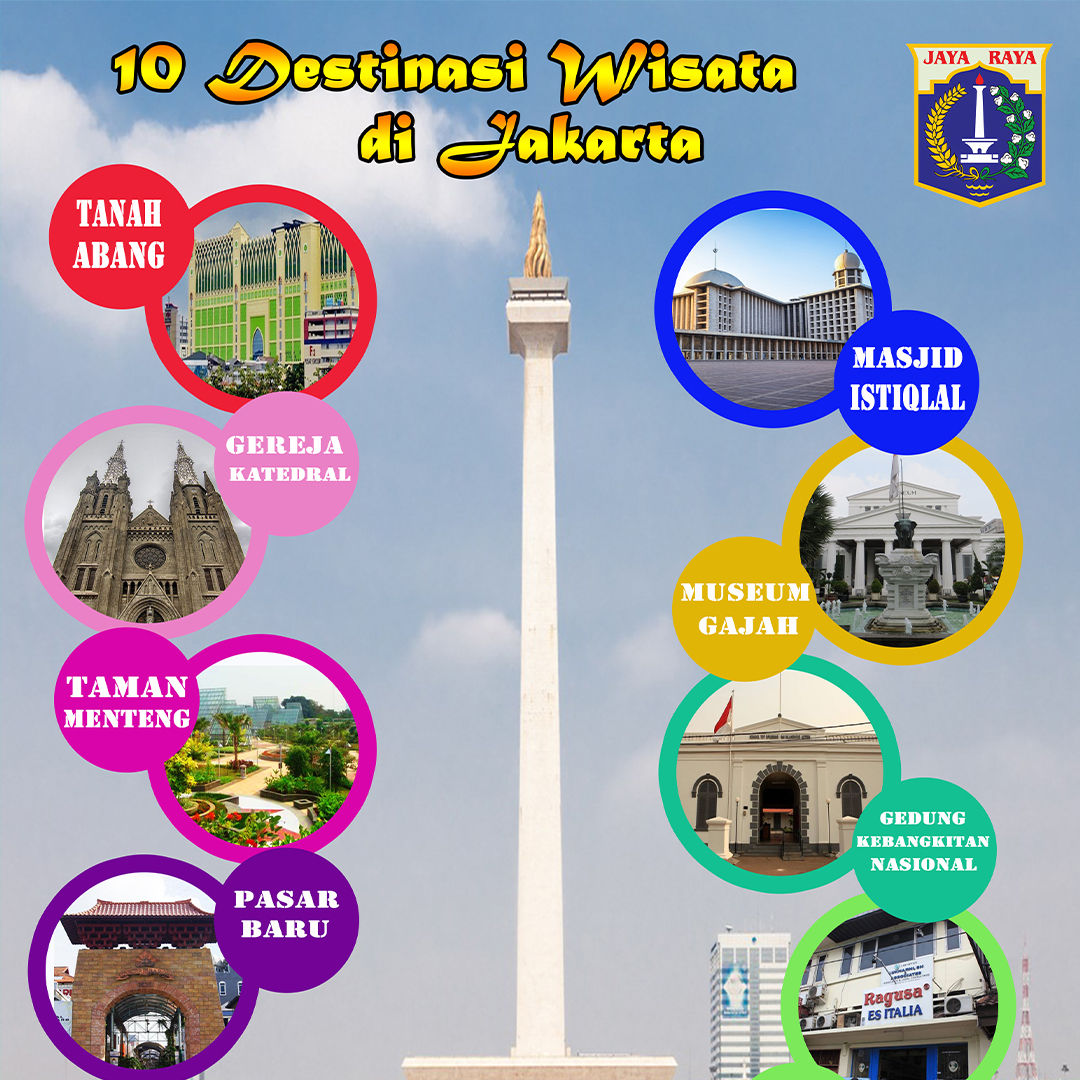 10 Destinasi Wisata
di Jakarta
JAYA RAYA
TANAH
ABANG
MASJID
ISTIQLAL
GEREJA
KATEDRAL
MUSEUM
GAJAH
TAMAN
MENTENG
GEDUNG
KEBANGKITAN
NASIONAL
PASAR
BARU
Ragusa
ES ITALIA